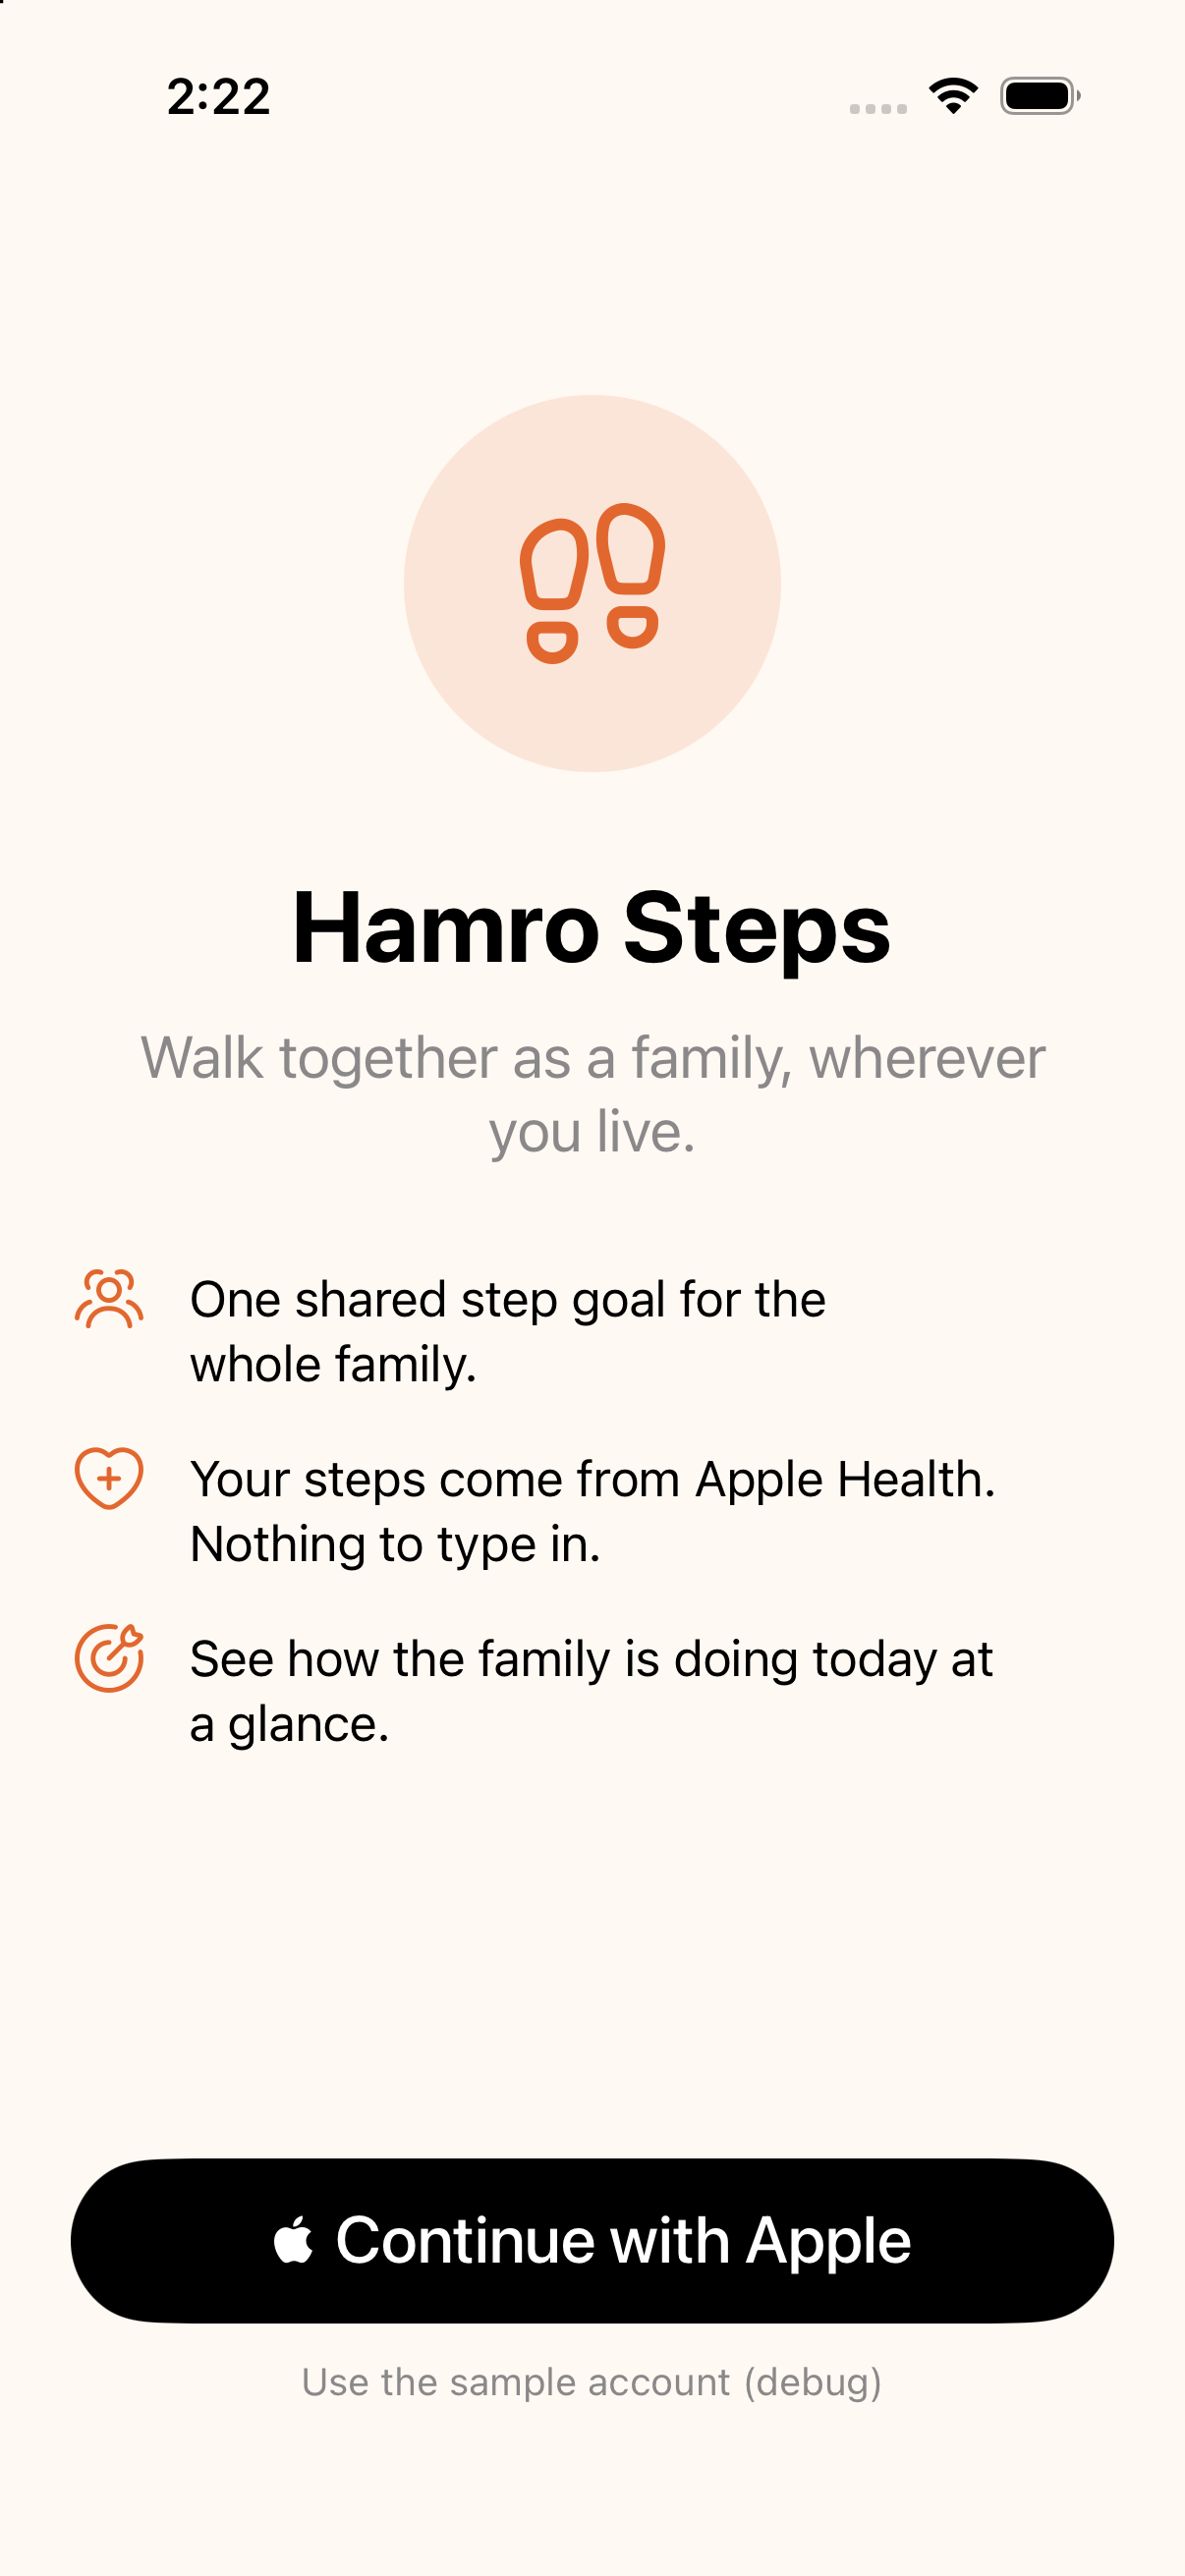 2:22
Hamro Steps
Walk together as a family, wherever
you live.
One shared step goal for the
whole family.
Your steps come from Apple Health.
Nothing to type in.
See how the family is doing today at
a glance.
Continue with Apple
Use the sample account (debug)